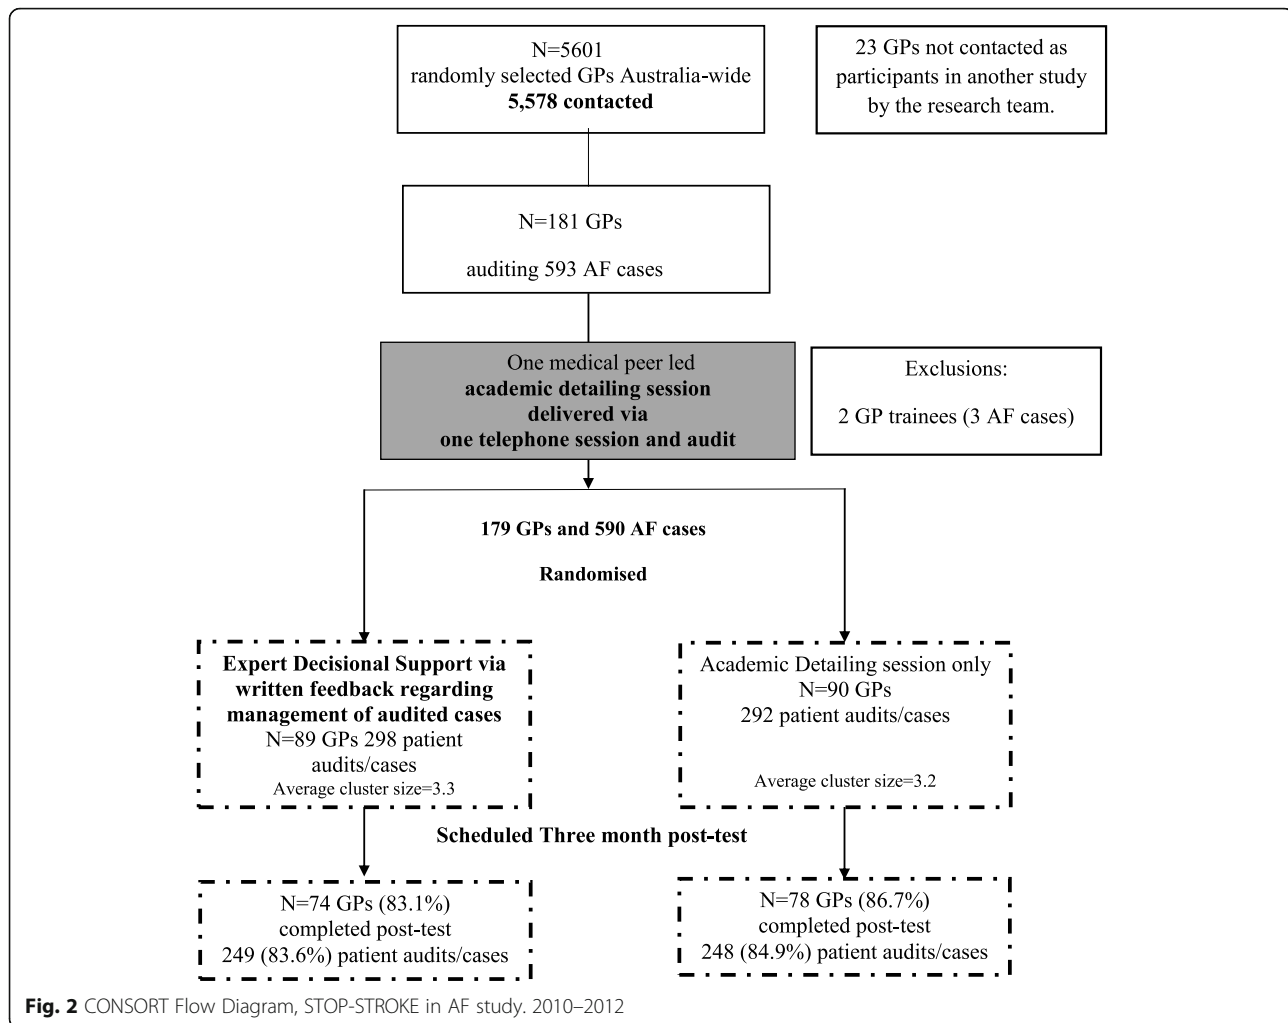 N=5601
randomly selected GPs Australia-wide
5,578 contacted
23 GPs not contacted as
participants in another study
by the research team.
N=181 GPs
auditing 593 AF cases
One medical peer led
academic detailing session
delivered via
one telephone session and audit
Exclusions:
2 GP trainees (3 AF cases)
179 GPs and 590 AF cases
Randomised
Expert Decisional Support via
written feedback regarding
management of audited cases
N=89 GPs 298 patient
audits/cases
Average cluster size=3.3
Academic Detailing session only
N=90 GPs
292 patient audits/cases
Average cluster size=3.2
Scheduled Three month post-test
N=74 GPs (83.1%)
completed post-test
249 (83.6%) patient audits/cases
N=78 GPs (86.7%)
completed post-test
248 (84.9%) patient audits/cases
Fig. 2 CONSORT Flow Diagram, STOP-STROKE in AF study. 2010–2012